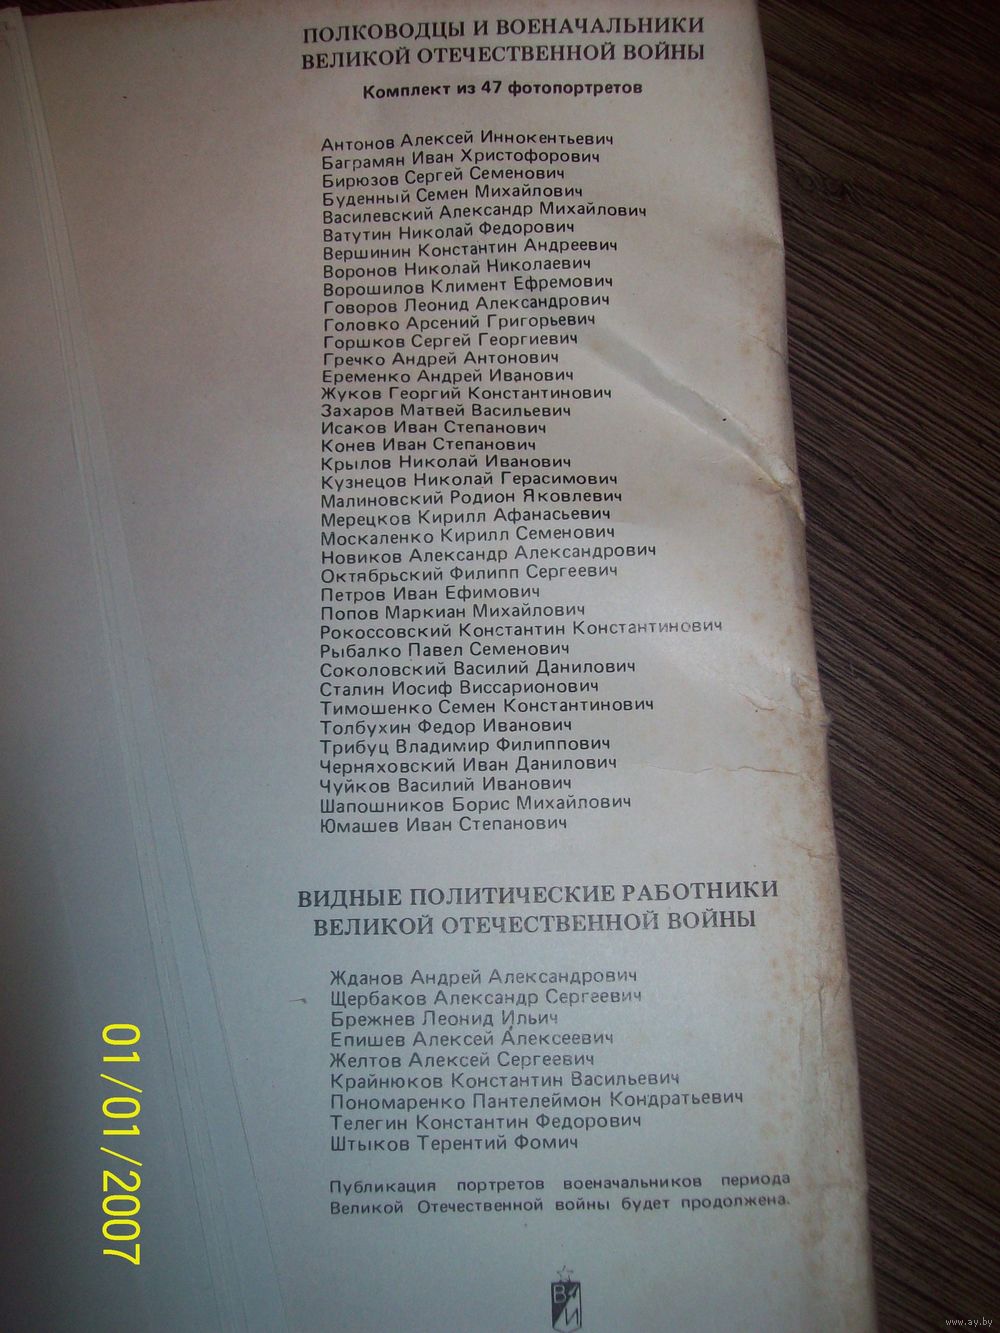 ПОЛКОВОДЦЫ И ВОЕНАЧАЛЬНИКИ
ВЕЛИКОЙ ОТЕЧЕСТВЕННОЙ ВОЙНЫ
Комплект из 47 фотопортретов
Антонов Алексей Иннокентьевич
Баграмян Иван Христофорович
Бирюзов Сергей Семенович
Буденный Семен Михайлович
Василевский Александр Михайлович
Ватутин Николай Федорович
Вершинин Константин Андреевич
Воронов Николай Николаевич
Ворошилов Климент Ефремович
Говоров Леонид Александрович
Головко Арсений Григорьевич
Горшков Сергей Георгиевич
Гречко Андрей Антонович
Еременко Андрей Иванович
Жуков Георгий Константинович
Захаров Матвей Васильевич
Исаков Иван Степанович
Конев Иван Степанович
Крылов Николай Иванович
Кузнецов Николай Герасимович
Малиновский Родион Яковлевич
Мерецков Кирилл Афанасьевич
Москаленко Кирилл Семенович
Новиков Александр Александрович
Октябрьский Филипп Сергеевич
Петров Иван Ефимович
Попов Маркиан Михайлович
Рокоссовский Константин Константинович
Рыбалко Павел Семенович
Соколовский Василий Данилович
Сталин Иосиф Виссарионович
Тимошенко Семен Константинович
Толбухин Федор Иванович
Трибуц Владимир Филиппович
Черняховский Иван Данилович
Чуйков Василий Иванович
Шапошников Борис Михайлович
Юмашев Иван Степанович
ВИДНЫЕ ПОЛИТИЧЕСКИЕ РАБОТНИКИ
ВЕЛИКОЙ ОТЕЧЕСТВЕННОЙ ВОЙНЫ
Жданов Андрей Александрович
Щербаков Александр Сергеевич
Брежнев Леонид Ильич
Епишев Алексей Алексеевич
Желтов Алексей Сергеевич
Крайнюков Константин Васильевич
Пономаренко Пантелеймон Кондратьевич
Телегин Константин Федорович
Штыков Терентий Фомич
Публикация портретов военачальников периода
Великой Отечественной войны будет продолжена.
В И
01/01/2007
www.ay.by